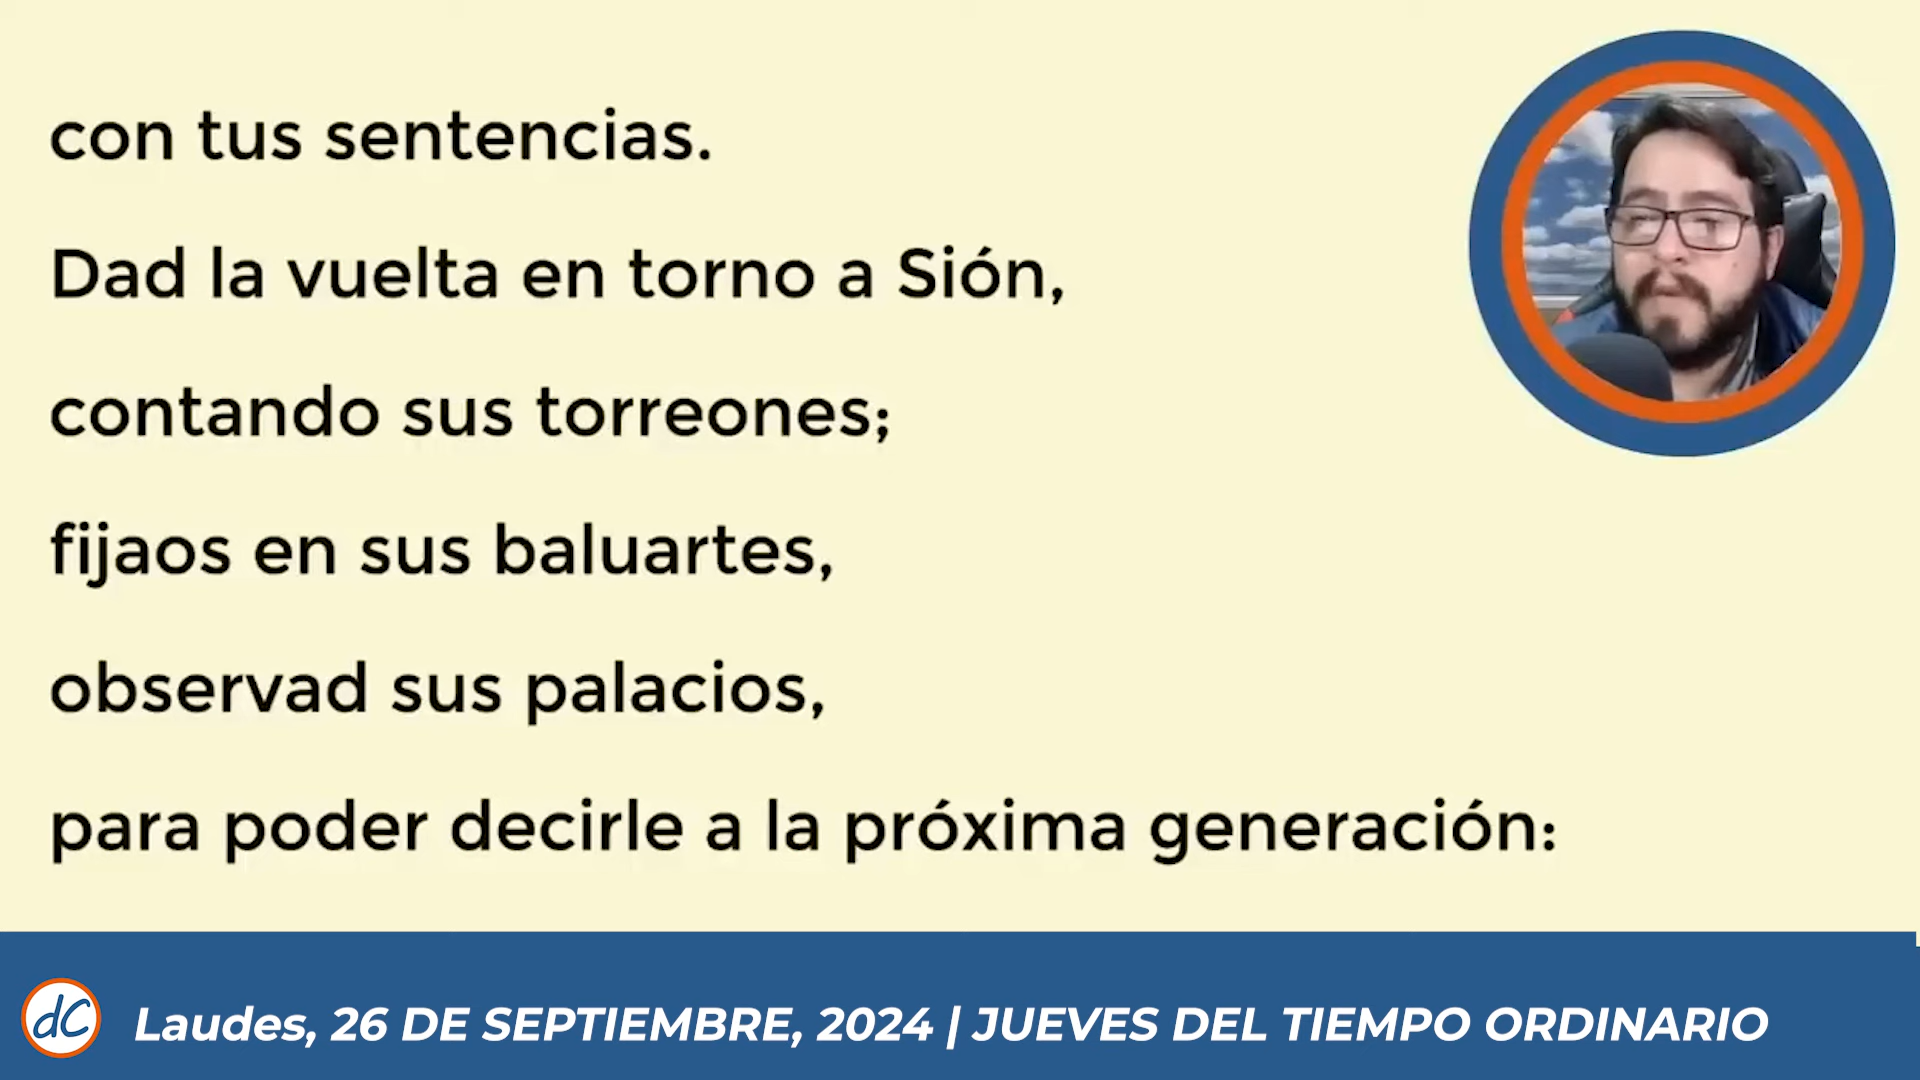 con tus sentencias.
Dad la vuelta en torno a Sión,
contando sus torreones;
fijaos en sus baluartes,
observad sus palacios,
para poder decirle a la próxima generación:
dC
Laudes, 26 DE SEPTIEMBRE, 2024 | JUEVES DEL TIEMPO ORDINARIO